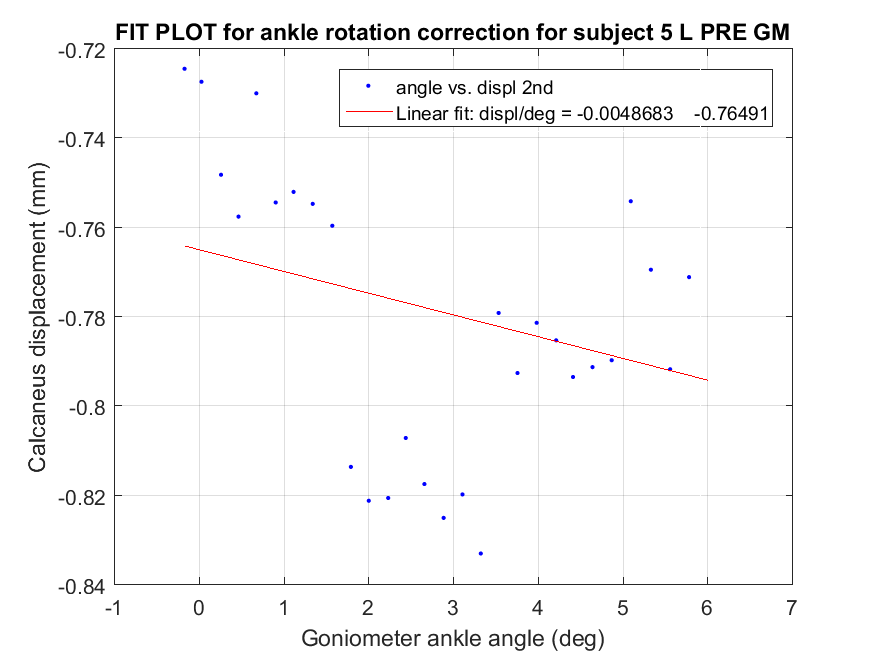 FIT PLOT for ankle rotation correction for subject 5 L PRE GM
-0.72
angle vs. displ 2nd
Linear fit: displ/deg = -0.0048683 -0.76491
-0.74
-0.76
-0.78
-0.8
-0.82
-0.84
Calcaneus displacement (mm)
-1 0 1 2 3 4 5 6 7
Goniometer ankle angle (deg)